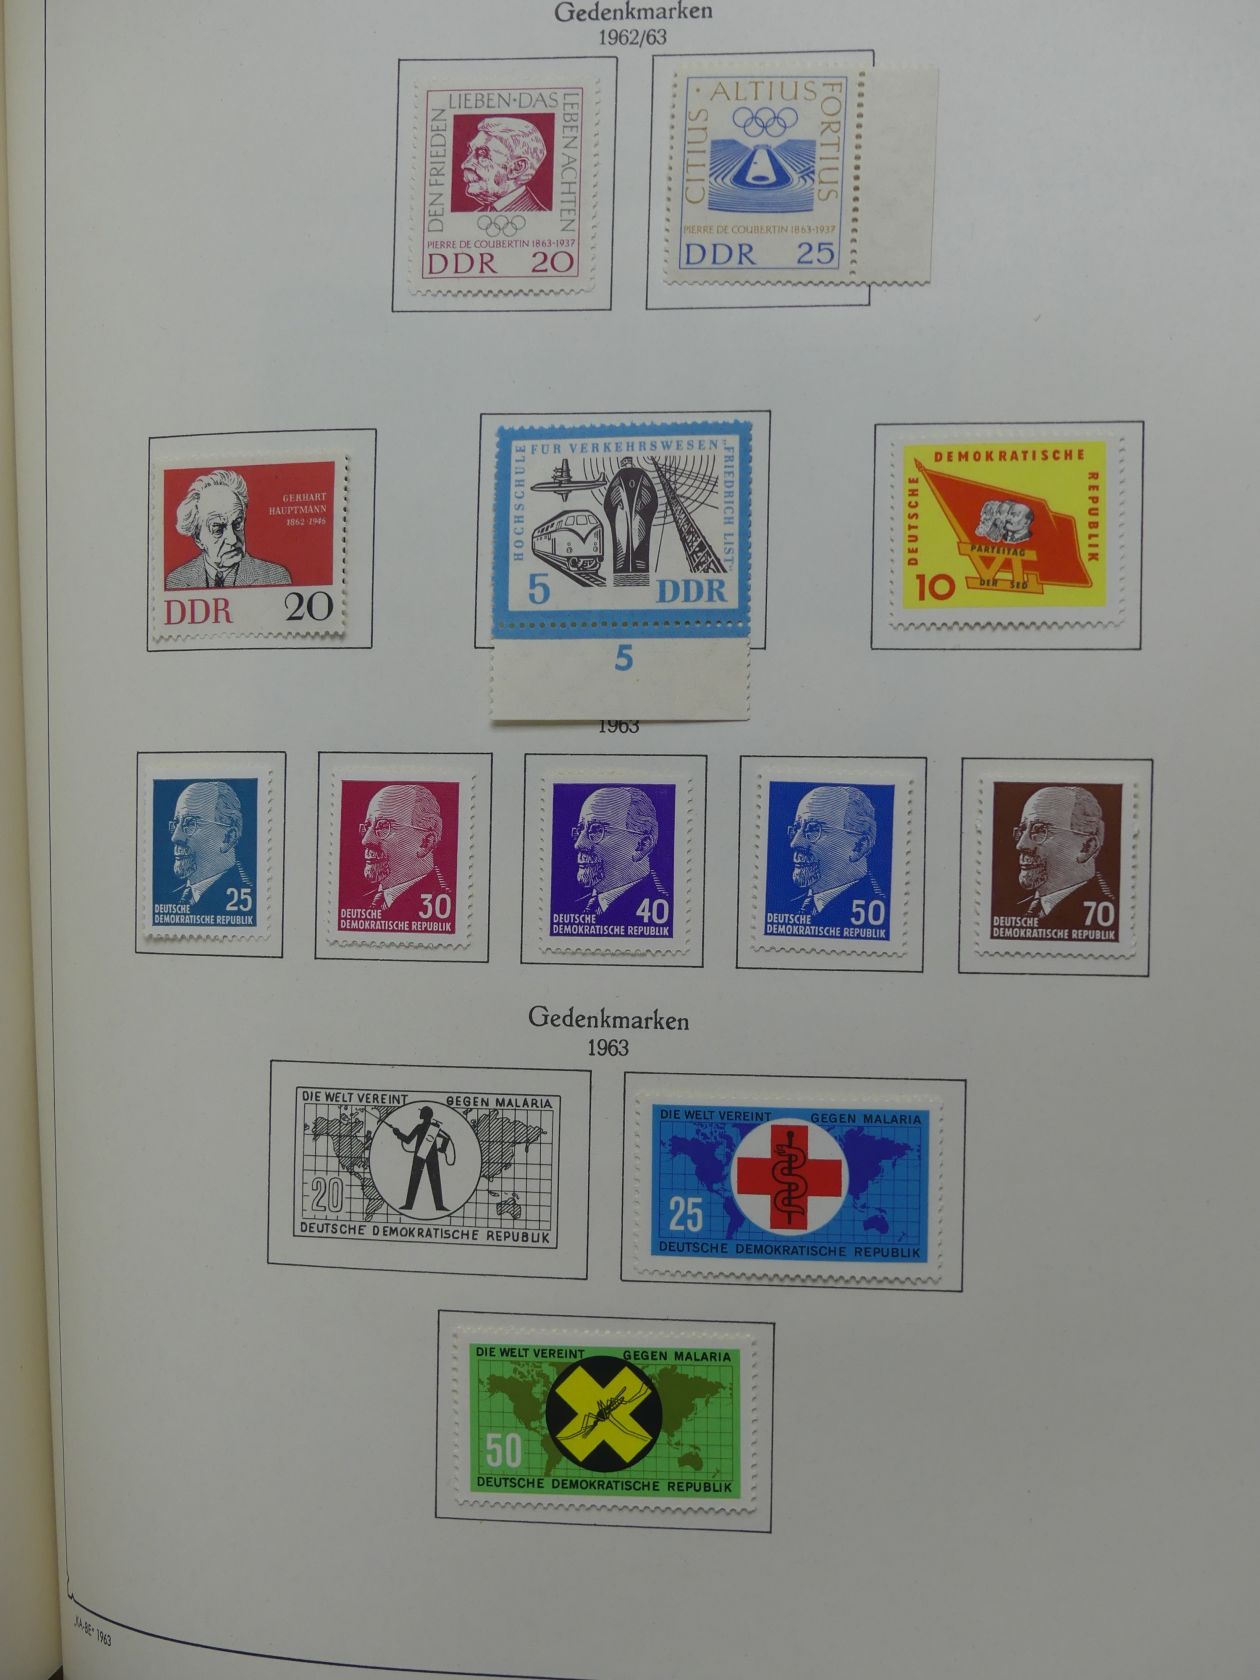 Gedenkmarken
1962/63
DEN FRIEDEN LIEBEN · DAS LEBEN ACHTEN
PIERRE DE COUBERTIN 1863-1937
DDR 20
CITIUS · ALTIUS FORTIUS
PIERRE DE COUBERTIN 1863-1937
DDR 25
GERHART
HAUPTMANN
1862-1946
DDR 20
HOCHSCHULE FÜR VERKEHRSWESEN „FRIEDRICH LIST"
5 DDR
5
DEUTSCHE DEMOKRATISCHE REPUBLIK
PARTEITAG
VI.
DER SED
10
1963
25
DEUTSCHE
DEMOKRATISCHE REPUBLIK
30
DEUTSCHE
DEMOKRATISCHE REPUBLIK
40
DEUTSCHE
DEMOKRATISCHE REPUBLIK
50
DEUTSCHE
DEMOKRATISCHE REPUBLIK
70
DEUTSCHE
DEMOKRATISCHE REPUBLIK
Gedenkmarken
1963
DIE WELT VEREINT GEGEN MALARIA
20
DEUTSCHE DEMOKRATISCHE REPUBLIK
DIE WELT VEREINT GEGEN MALARIA
25
DEUTSCHE DEMOKRATISCHE REPUBLIK
DIE WELT VEREINT GEGEN MALARIA
50
DEUTSCHE DEMOKRATISCHE REPUBLIK
„KA-BE" 1963